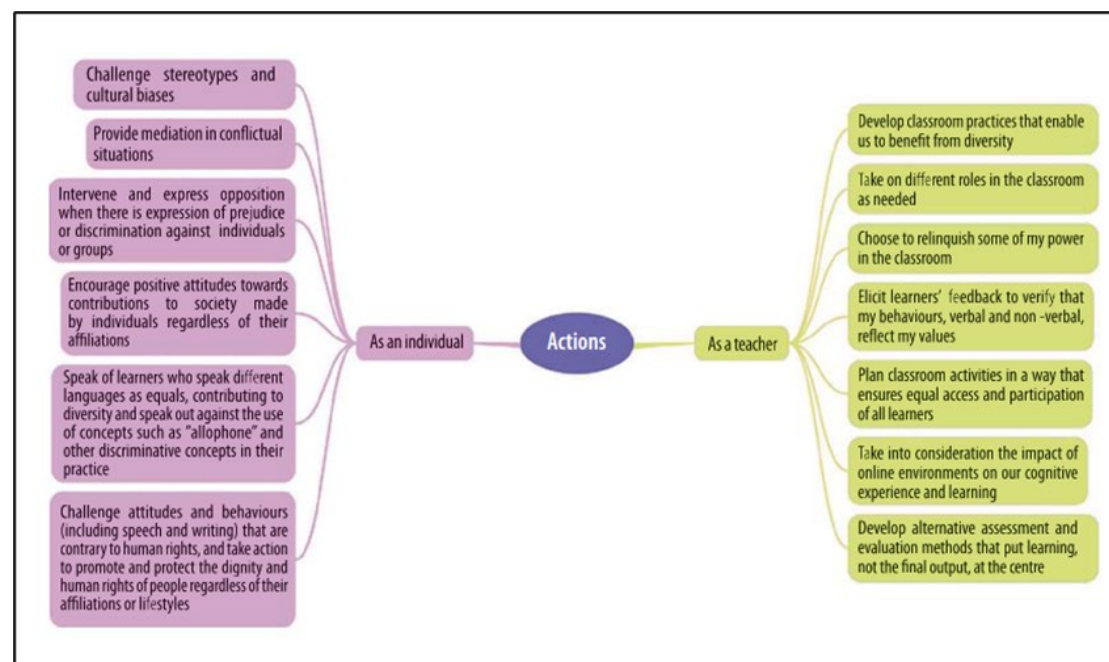 Challenge stereotypes and
cultural biases
Provide mediation in conflictual
situations
Intervene and express opposition
when there is expression of prejudice
or discrimination against individuals
or groups
Encourage positive attitudes towards
contributions to society made
by individuals regardless of their
affiliations
Speak of learners who speak different
languages as equals, contributing to
diversity and speak out against the use
of concepts such as "allophone" and
other discriminative concepts in their
practice
Challenge attitudes and behaviours
(including speech and writing) that are
contrary to human rights, and take action
to promote and protect the dignity and
human rights of people regardless of their
affiliations or lifestyles
As an individual
Actions
As a teacher
Develop classroom practices that enable
us to benefit from diversity
Take on different roles in the classroom
as needed
Choose to relinquish some of my power
in the classroom
Elicit learners' feedback to verify that
my behaviours, verbal and non -verbal,
reflect my values
Plan classroom activities in a way that
ensures equal access and participation
of all learners
Take into consideration the impact of
online environments on our cognitive
experience and learning
Develop alternative assessment and
evaluation methods that put learning,
not the final output, at the centre